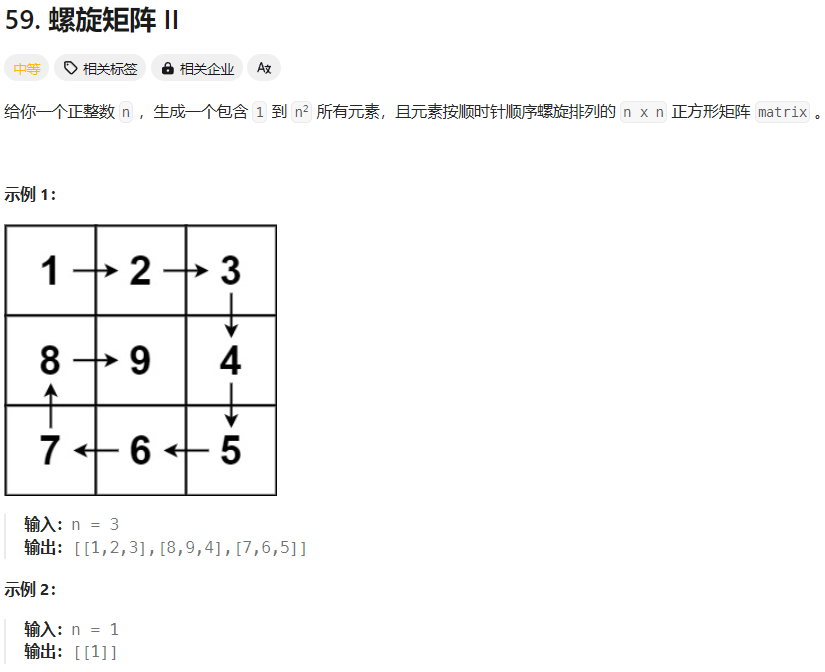 59. 螺旋矩阵 II
中等 相关标签 相关企业 Aあ
给你一个正整数 n ，生成一个包含 1 到 n² 所有元素，且元素按顺时针顺序螺旋排列的 n x n 正方形矩阵 matrix 。
示例 1：
1 2 3
8 9 4
7 6 5
输入：n = 3
输出：[[1,2,3],[8,9,4],[7,6,5]]
示例 2：
输入：n = 1
输出：[[1]]